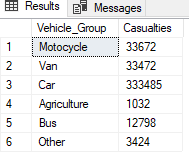 Results Messages
Vehicle_Group Casualties
1 Motocycle 33672
2 Van 33472
3 Car 333485
4 Agriculture 1032
5 Bus 12798
6 Other 3424